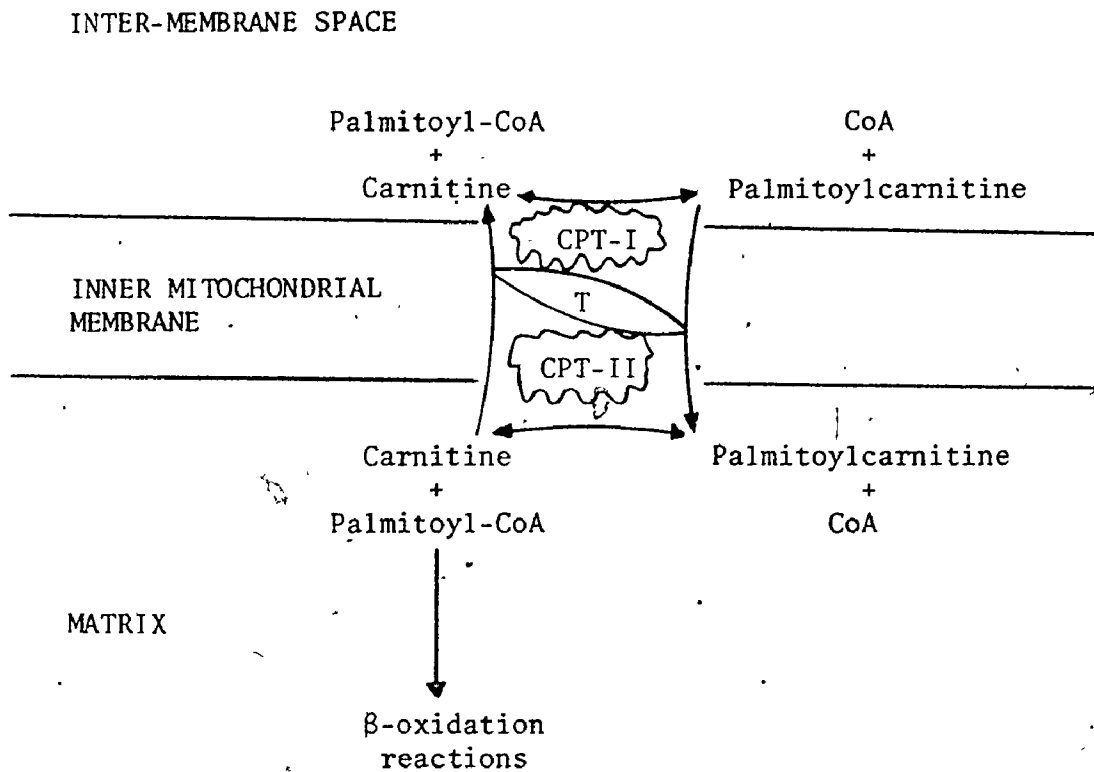 INTER-MEMBRANE SPACE
Palmitoyl-CoA
+
Carnitine
CoA
+
Palmitoylcarnitine
CPT-I
INNER MITOCHONDRIAL
MEMBRANE
T
CPT-II
Carnitine
+
Palmitoyl-CoA
Palmitoylcarnitine
+
CoA
MATRIX
β-oxidation
reactions